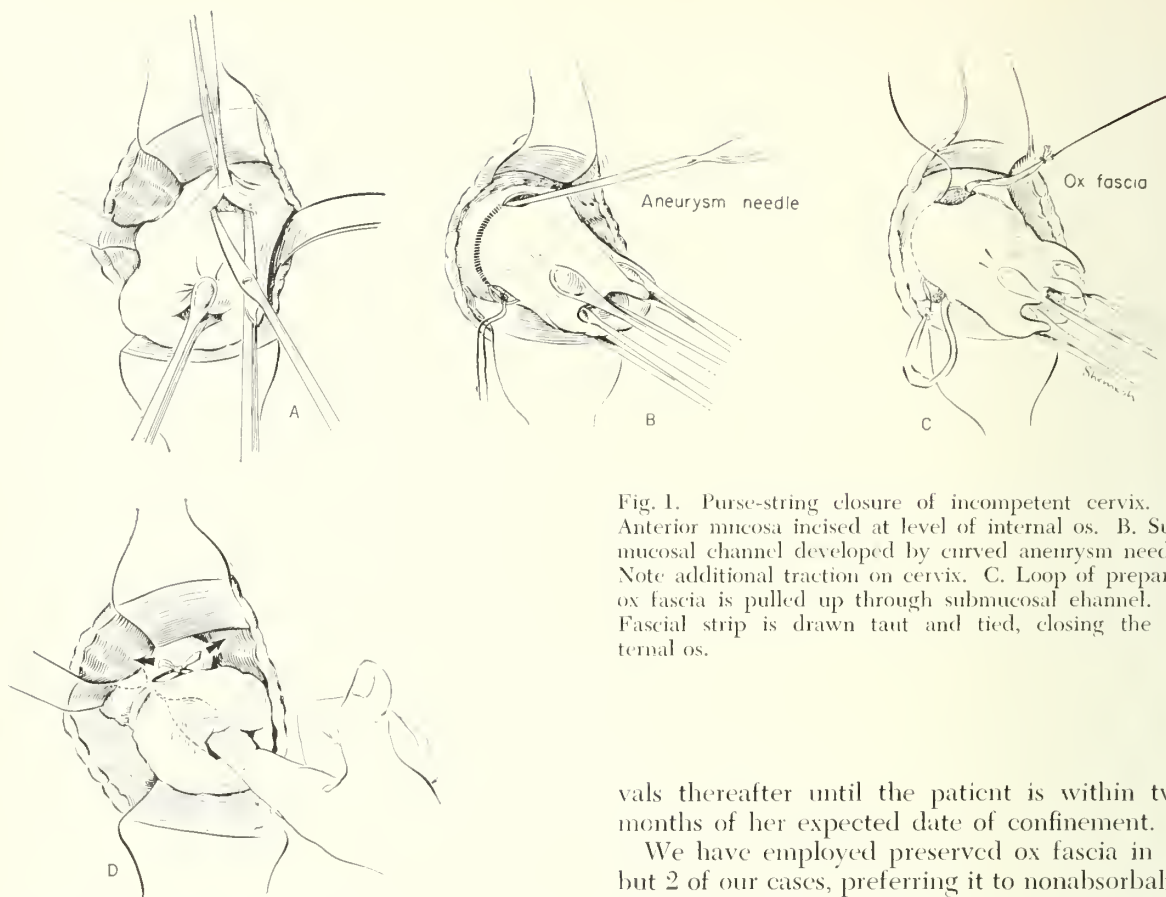 Aneurysm needle
Ox fascia
A
B
C
D
Fig. 1. Purse-string closure of incompetent cervix.
Anterior mucosa incised at level of internal os. B. Su
mucosal channel developed by curved aneurysm need
Note additional traction on cervix. C. Loop of prepar
ox fascia is pulled up through submucosal channel.
Fascial strip is drawn taut and tied, closing the
ternal os.
vals thereafter until the patient is within tv
months of her expected date of confinement.
We have employed preserved ox fascia in
but 2 of our cases, preferring it to nonabsorbal